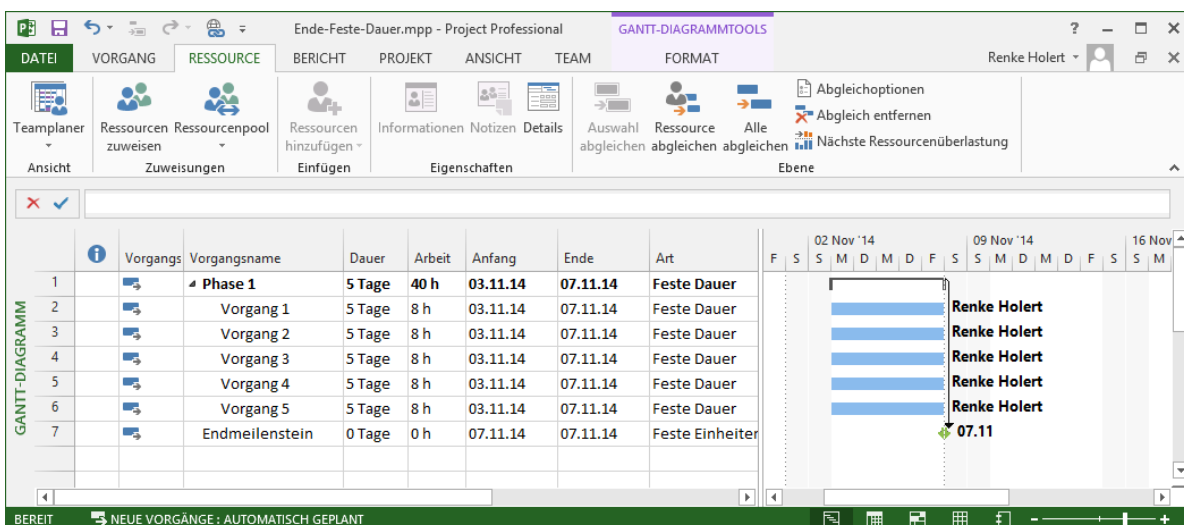 Ende-Feste-Dauer.mpp - Project Professional
GANTT-DIAGRAMMTOOLS
?
DATEI VORGANG RESSOURCE BERICHT PROJEKT ANSICHT TEAM FORMAT
Renke Holert
Teamplaner
Ressourcen zuweisen
Ressourcenpool
Ressourcen hinzufügen
Informationen
Notizen
Details
Auswahl abgleichen
Ressource abgleichen
Alle abgleichen
Abgleichoptionen
Abgleich entfernen
Nächste Ressourcenüberlastung
Ansicht Zuweisungen Einfügen Eigenschaften Ebene
02 Nov '14 09 Nov '14 16 Nov
Vorgangs Vorgangsname Dauer Arbeit Anfang Ende Art
F S S M D M D F S S M D M D F S S M
1 Phase 1 5 Tage 40 h 03.11.14 07.11.14 Feste Dauer
2 Vorgang 1 5 Tage 8 h 03.11.14 07.11.14 Feste Dauer Renke Holert
3 Vorgang 2 5 Tage 8 h 03.11.14 07.11.14 Feste Dauer Renke Holert
4 Vorgang 3 5 Tage 8 h 03.11.14 07.11.14 Feste Dauer Renke Holert
5 Vorgang 4 5 Tage 8 h 03.11.14 07.11.14 Feste Dauer Renke Holert
6 Vorgang 5 5 Tage 8 h 03.11.14 07.11.14 Feste Dauer Renke Holert
7 Endmeilenstein 0 Tage 0 h 07.11.14 07.11.14 Feste Einheiter 07.11
GANTT-DIAGRAMM
BEREIT NEUE VORGÄNGE : AUTOMATISCH GEPLANT